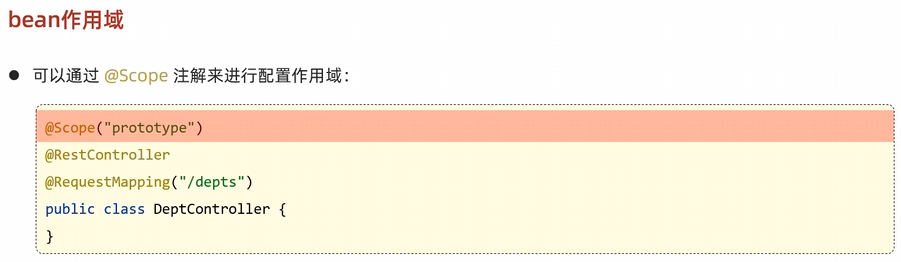 bean作用域
● 可以通过 @Scope 注解来进行配置作用域：
@Scope("prototype")
@RestController
@RequestMapping("/depts")
public class DeptController {
}